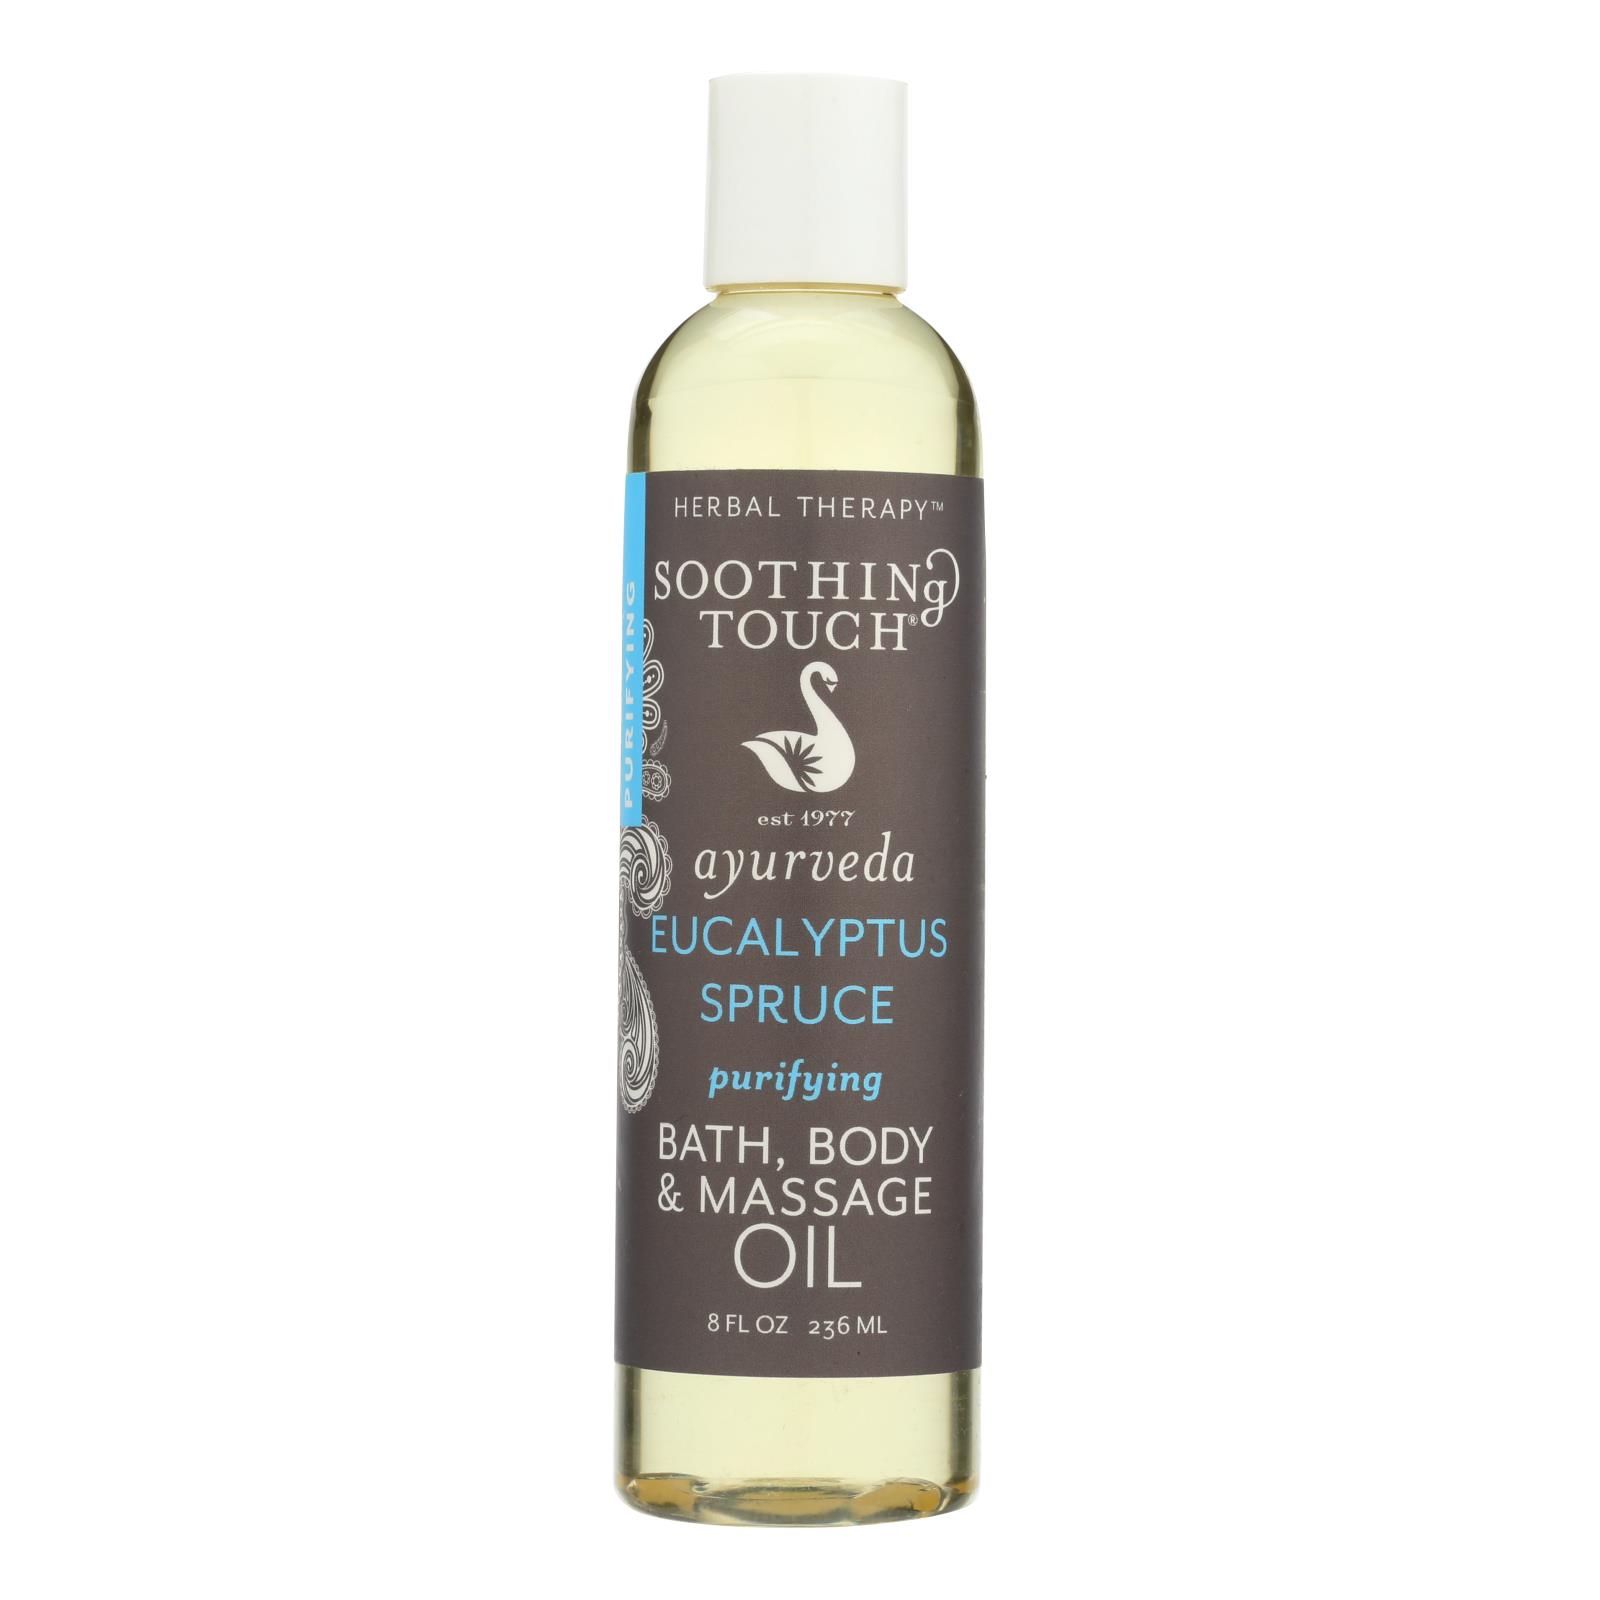 HERBAL THERAPY™
SOOTHINg
TOUCH®
est 1977
ayurveda
EUCALYPTUS
SPRUCE
purifying
BATH, BODY
& MASSAGE
OIL
8 FL OZ 236 ML
PURIFYING